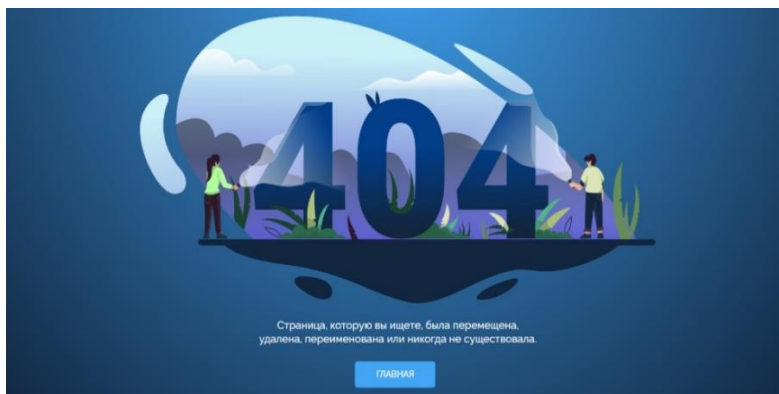 404
Страница, которую вы ищете, была перемещена,
удалена, переименована или никогда не существовала.
ГЛАВНАЯ